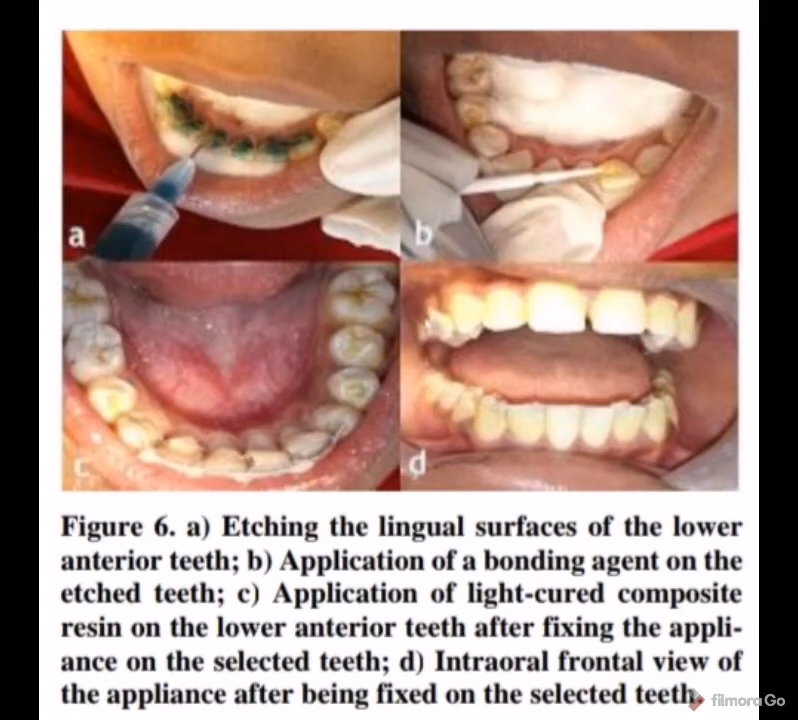 a
b
c
d
Figure 6. a) Etching the lingual surfaces of the lower
anterior teeth; b) Application of a bonding agent on the
etched teeth; c) Application of light-cured composite
resin on the lower anterior teeth after fixing the appli-
ance on the selected teeth; d) Intraoral frontal view of
the appliance after being fixed on the selected teeth.
filmoraGo